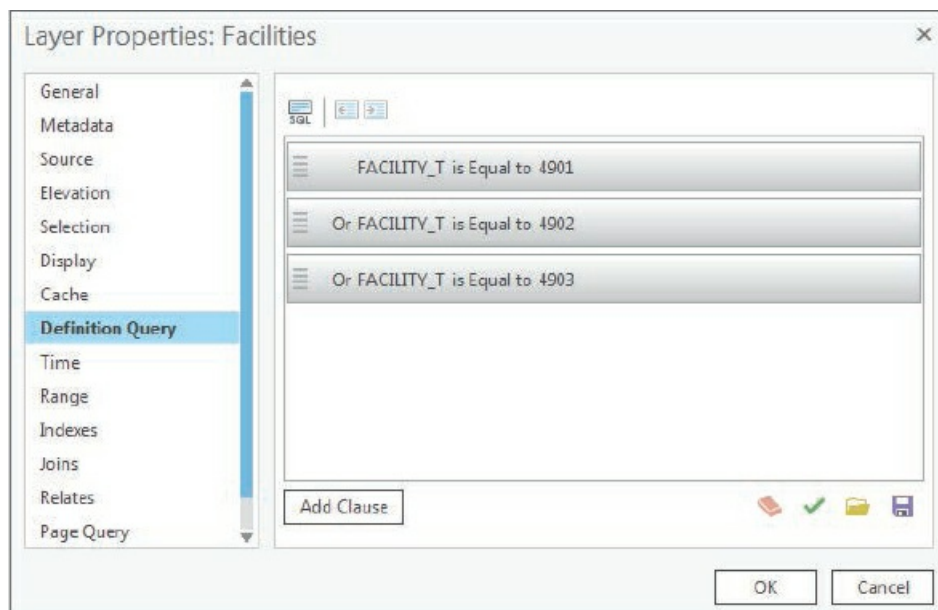 Layer Properties: Facilities
General
Metadata
Source
Elevation
Selection
Display
Cache
Definition Query
Time
Range
Indexes
Joins
Relates
Page Query
SQL
FACILITY_T is Equal to 4901
Or FACILITY_T is Equal to 4902
Or FACILITY_T is Equal to 4903
Add Clause
OK
Cancel